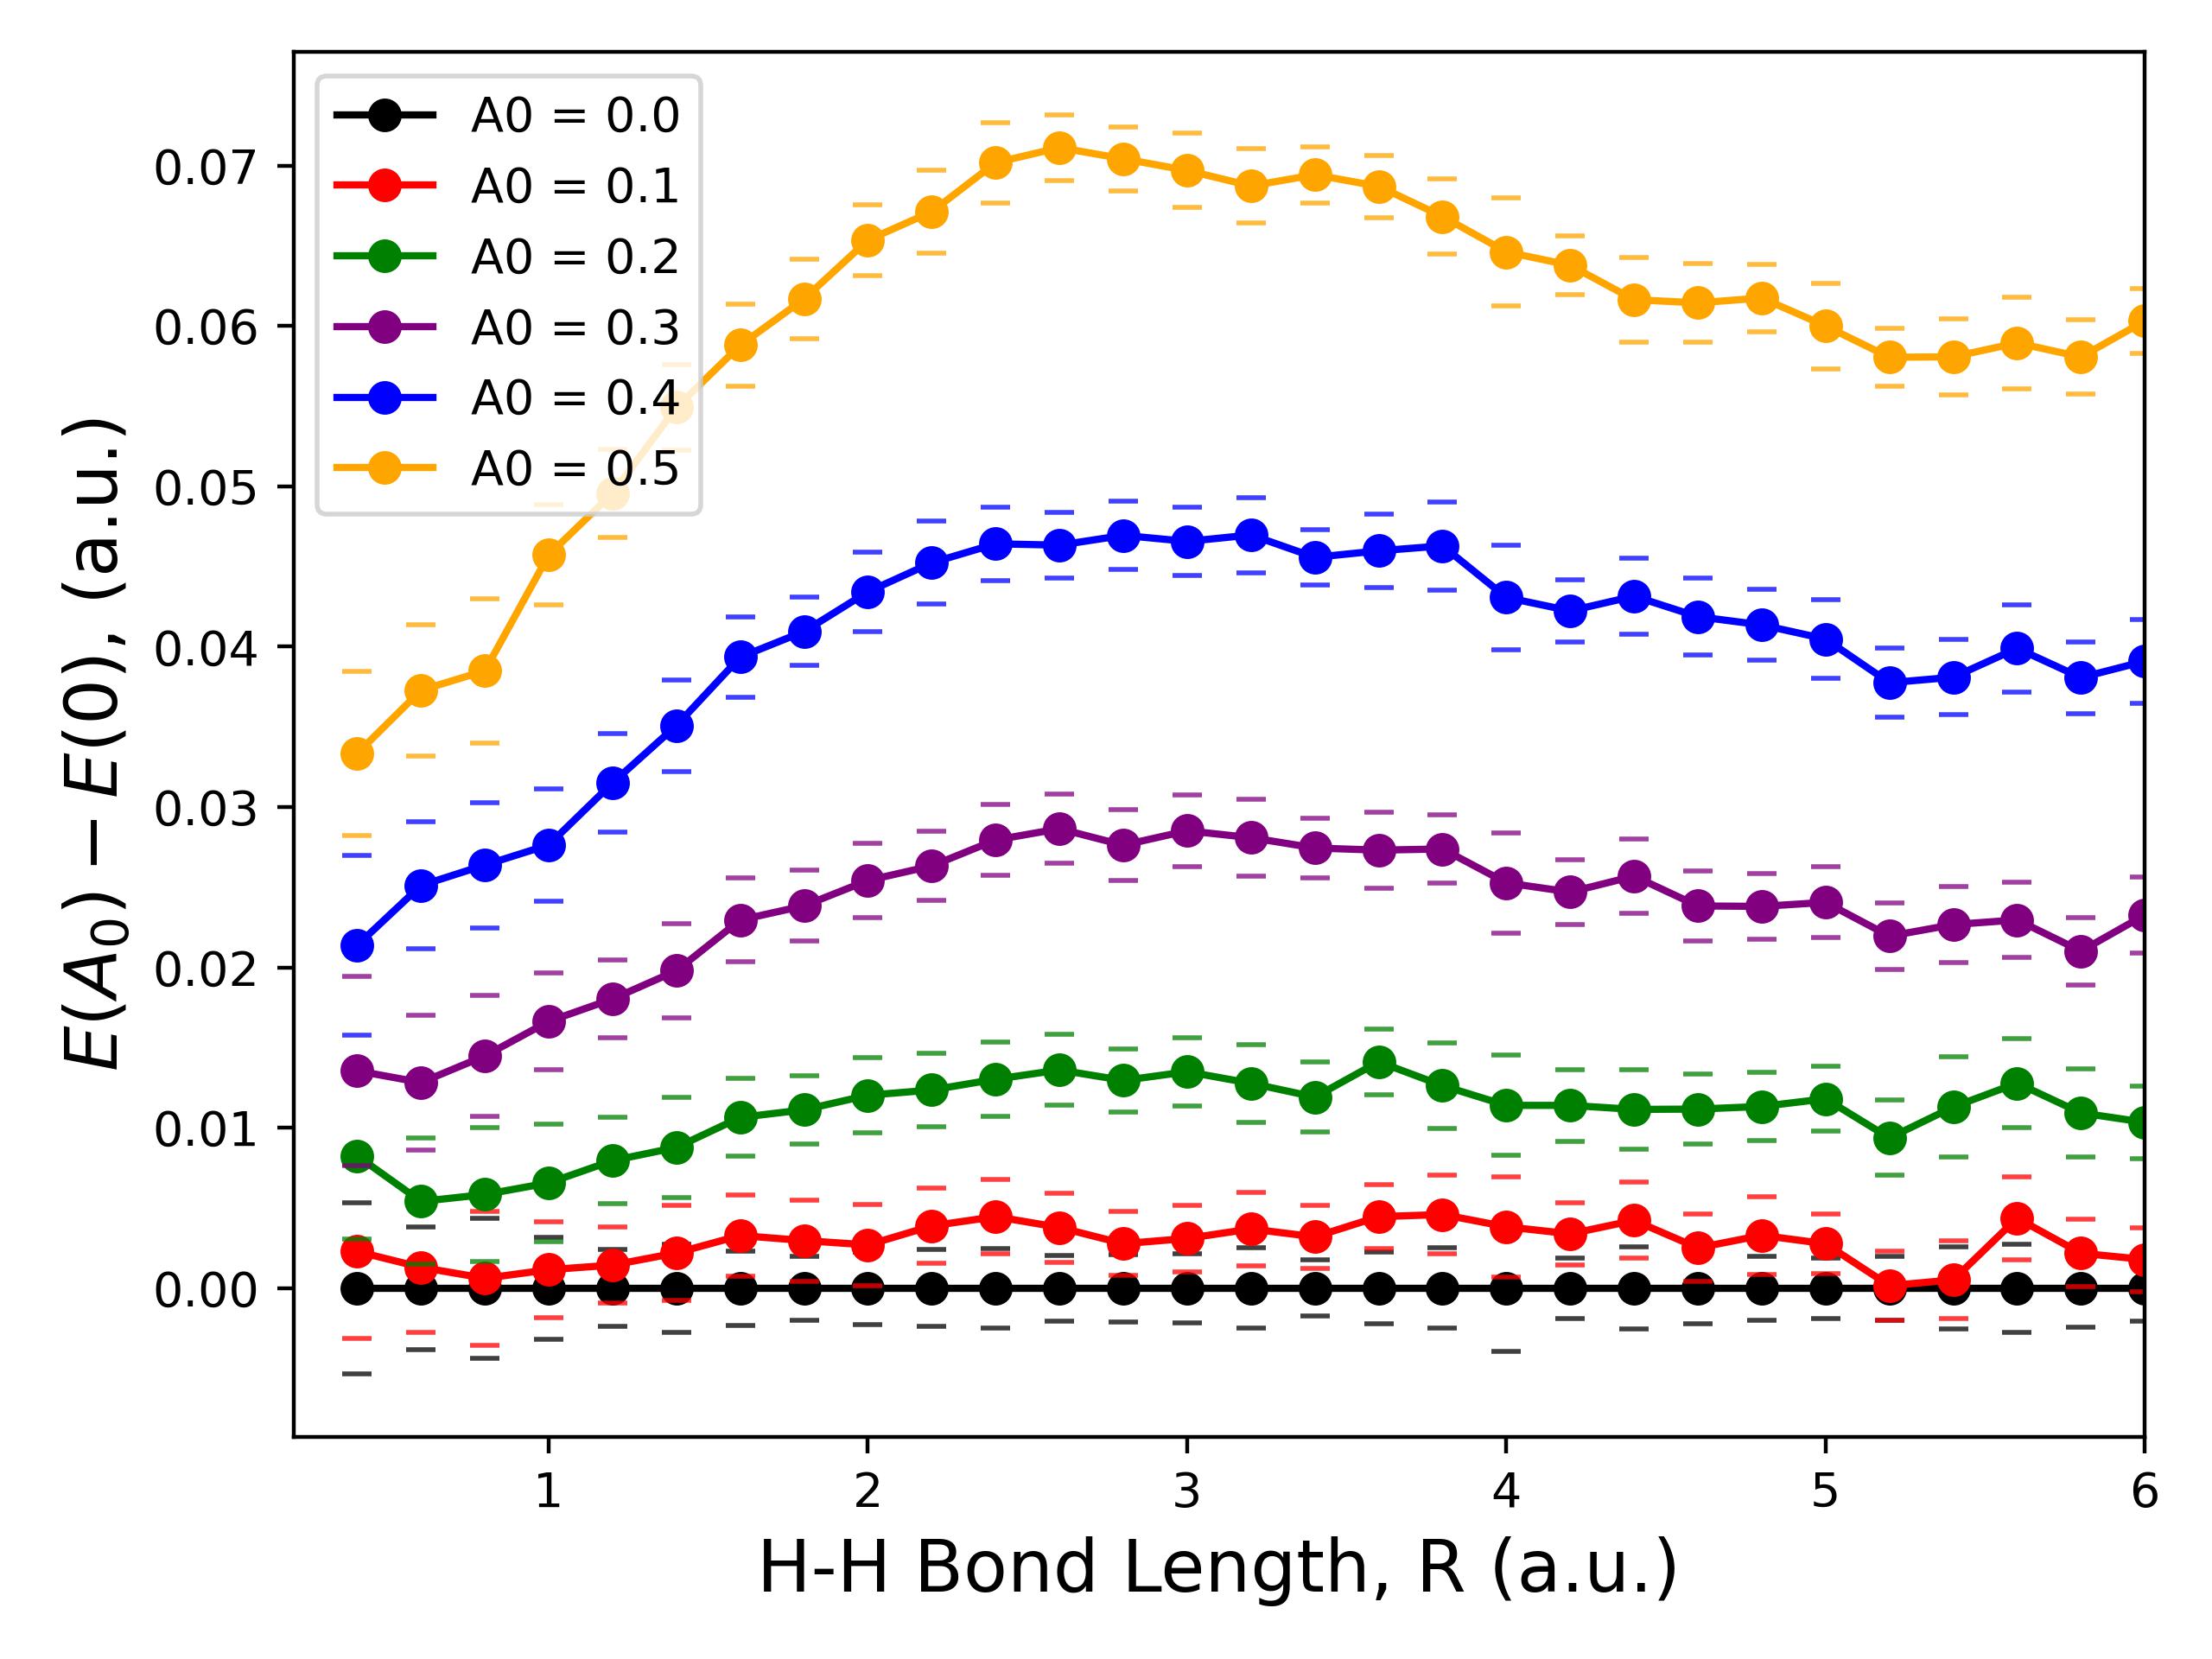 A0 = 0.0
A0 = 0.1
A0 = 0.2
A0 = 0.3
A0 = 0.4
A0 = 0.5
E(A₀) − E(0), (a.u.)
0.07
0.06
0.05
0.04
0.03
0.02
0.01
0.00
1 2 3 4 5 6
H-H Bond Length, R (a.u.)